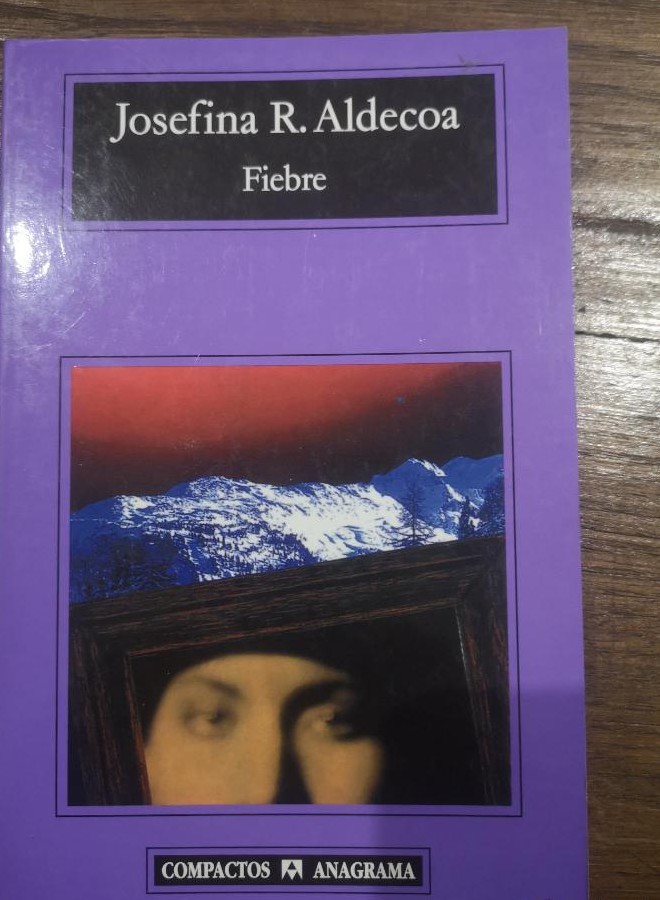 Josefina R. Aldecoa
Fiebre
COMPACTOS ANAGRAMA